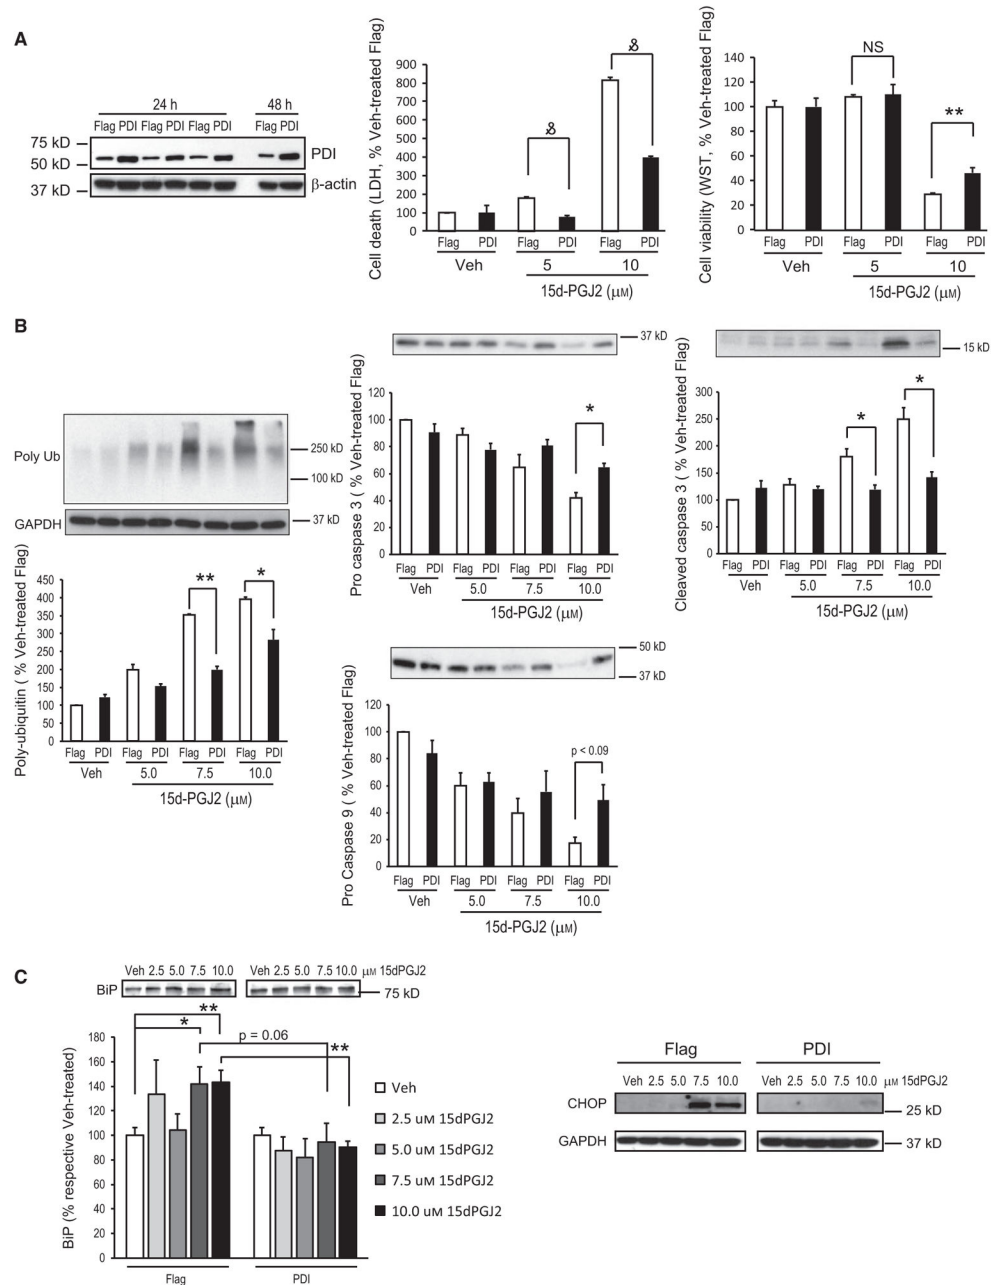 A
24 h
48 h
Flag PDI Flag PDI Flag PDI
Flag PDI
75 kD
50 kD
37 kD
PDI
β-actin
Cell death (LDH, % Veh-treated Flag)
900
800
700
600
500
400
300
200
100
0
&
&
Flag PDI Flag PDI Flag PDI
Veh 5 10
15d-PGJ2 (µM)
Cell viability (WST, % Veh-treated Flag)
140
120
100
80
60
40
20
0
NS
**
Flag PDI Flag PDI Flag PDI
Veh 5 10
15d-PGJ2 (µM)
B
Poly Ub
250 kD
100 kD
GAPDH
37 kD
Poly-ubiquitin ( % Veh-treated Flag)
450
400
350
300
250
200
150
100
50
0
**
*
Flag PDI Flag PDI Flag PDI Flag PDI
Veh 5.0 7.5 10.0
15d-PGJ2 (µM)
37 kD
Pro caspase 3 ( % Veh-treated Flag)
120
100
80
60
40
20
0
*
Flag PDI Flag PDI Flag PDI Flag PDI
Veh 5.0 7.5 10.0
15d-PGJ2 (µM)
15 kD
Cleaved caspase 3 ( % Veh-treated Flag)
300
250
200
150
100
50
0
*
*
Flag PDI Flag PDI Flag PDI Flag PDI
Veh 5.0 7.5 10.0
15d-PGJ2 (µM)
50 kD
37 kD
Pro Caspase 9 ( % Veh-treated Flag)
120
100
80
60
40
20
0
p < 0.09
Flag PDI Flag PDI Flag PDI Flag PDI
Veh 5.0 7.5 10.0
15d-PGJ2 (µM)
C
Veh 2.5 5.0 7.5 10.0
Veh 2.5 5.0 7.5 10.0 µM 15dPGJ2
BiP
75 kD
BiP (% respective Veh-treated)
180
160
140
120
100
80
60
40
20
0
**
*
p = 0.06
**
Flag PDI
Veh
2.5 uM 15dPGJ2
5.0 uM 15dPGJ2
7.5 uM 15dPGJ2
10.0 uM 15dPGJ2
Flag PDI
Veh 2.5 5.0 7.5 10.0
Veh 2.5 5.0 7.5 10.0 µM 15dPGJ2
CHOP
25 kD
GAPDH
37 kD